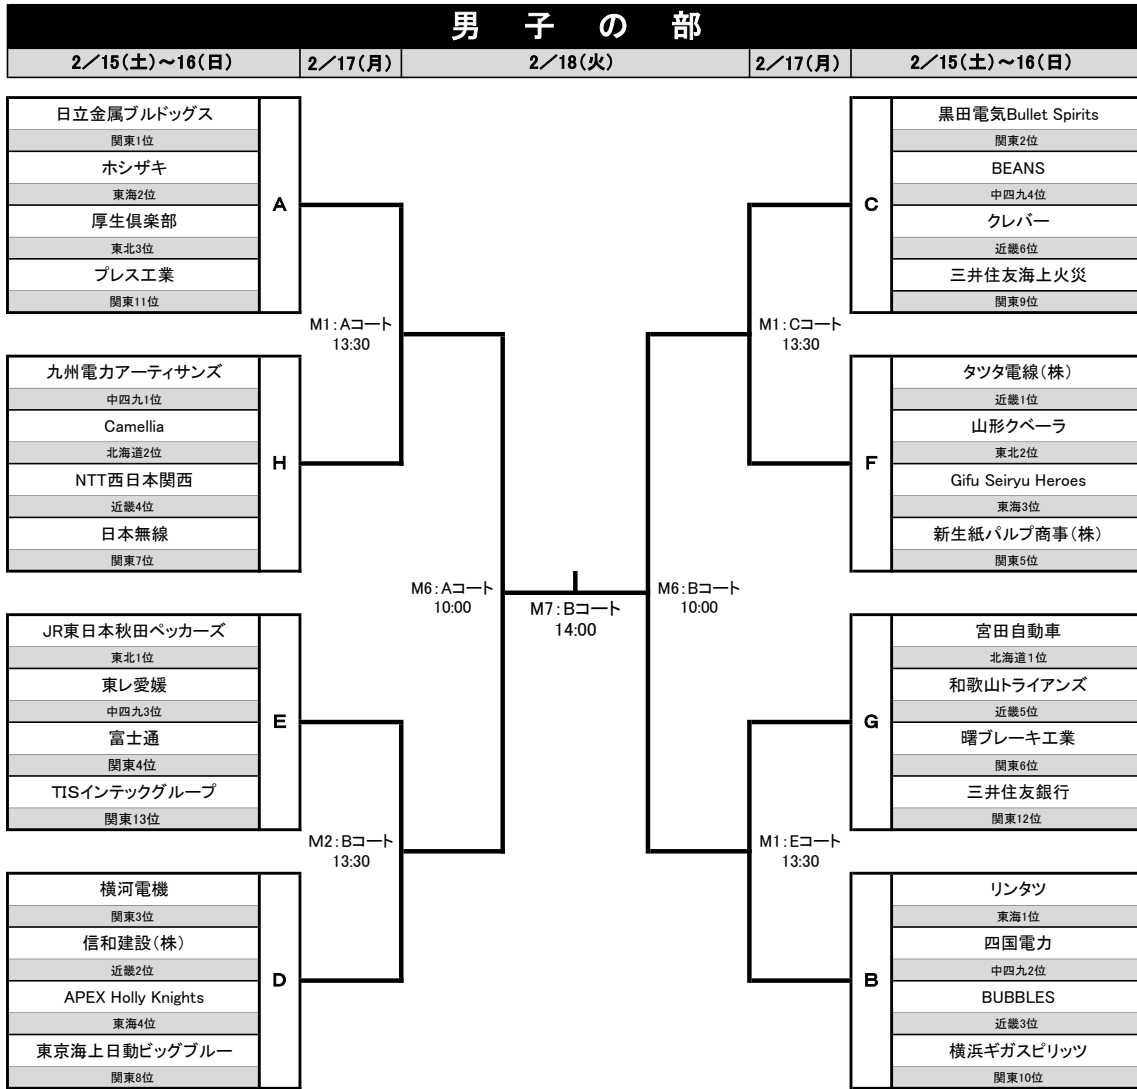 男子の部
2／15(土)～16(日)
2／17(月)
2／18(火)
2／17(月)
2／15(土)～16(日)
日立金属ブルドッグス
関東1位
ホシザキ
東海2位
厚生倶楽部
東北3位
プレス工業
関東11位
A
九州電力アーティサンズ
中四九1位
Camellia
北海道2位
NTT西日本関西
近畿4位
日本無線
関東7位
H
JR東日本秋田ペッカーズ
東北1位
東レ愛媛
中四九3位
富士通
関東4位
TISインテックグループ
関東13位
E
横河電機
関東3位
信和建設(株)
近畿2位
APEX Holly Knights
東海4位
東京海上日動ビッグブルー
関東8位
D
M1:Aコート
13:30
M2:Bコート
13:30
M6:Aコート
10:00
M7:Bコート
14:00
M6:Bコート
10:00
M1:Cコート
13:30
M1:Eコート
13:30
C
黒田電気Bullet Spirits
関東2位
BEANS
中四九4位
クレバー
近畿6位
三井住友海上火災
関東9位
F
タツタ電線(株)
近畿1位
山形クベーラ
東北2位
Gifu Seiryu Heroes
東海3位
新生紙パルプ商事(株)
関東5位
G
宮田自動車
北海道1位
和歌山トライアンズ
近畿5位
曙ブレーキ工業
関東6位
三井住友銀行
関東12位
B
リンタツ
東海1位
四国電力
中四九2位
BUBBLES
近畿3位
横浜ギガスピリッツ
関東10位